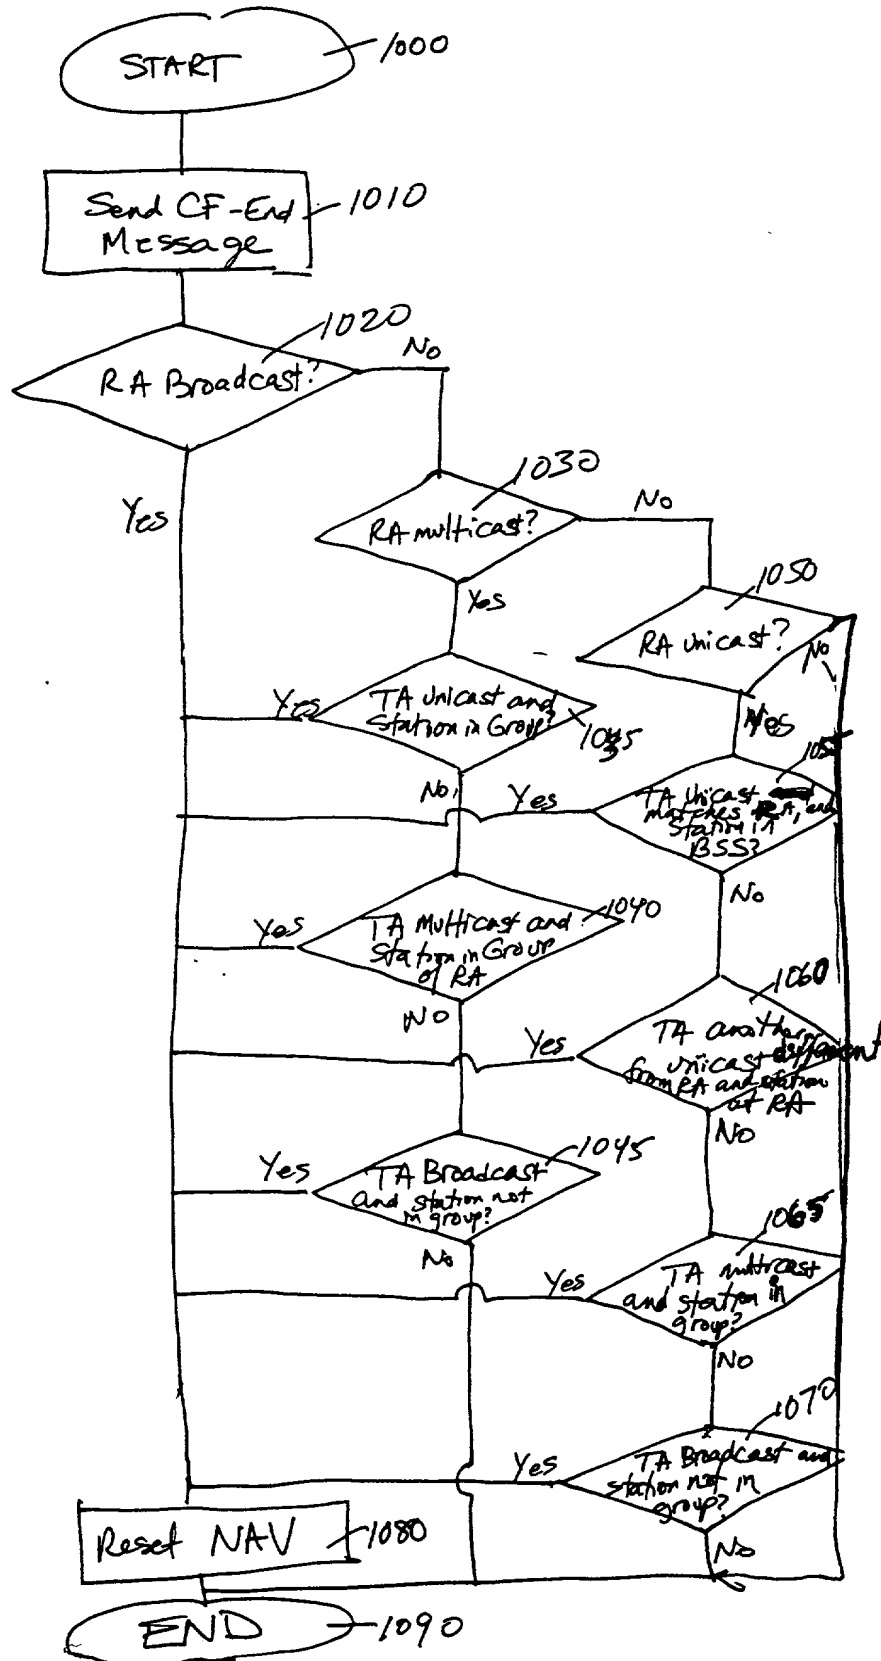 START
1000
Send CF-End
Message
1010
1020
RA Broadcast?
No
Yes
1030
RA multicast?
No
Yes
1050
RA unicast?
No
Yes
TA unicast and
Station in Group?
Yes
1035
No
1055
TA Unicast
matches RA, and
Station in
BSS?
Yes
No
TA Multicast and
Station in Group
of RA
1040
Yes
No
1060
TA another
unicast different
from RA and station
at RA
Yes
No
1045
TA Broadcast
and station not
in group?
Yes
No
1065
TA multicast
and station in
group?
Yes
No
1070
TA Broadcast and
station not in
group?
Yes
No
Reset NAV
1080
END
1090